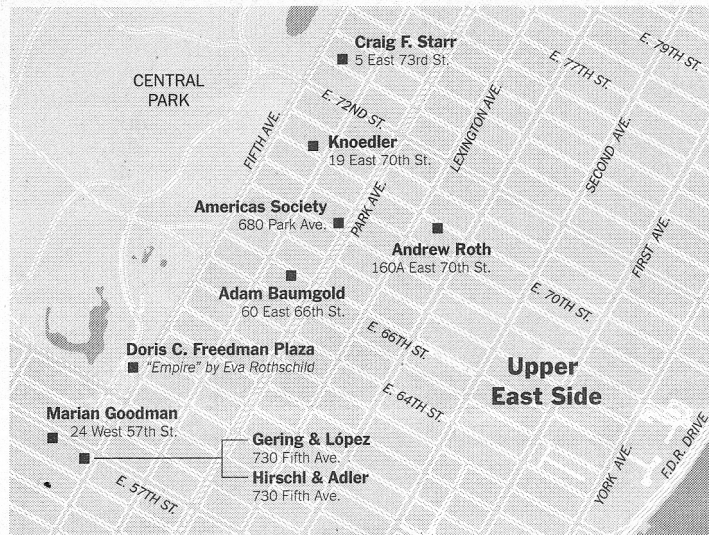 Craig F. Starr
5 East 73rd St.
E. 79TH ST.
E. 77TH ST.
CENTRAL
PARK
E. 72ND ST.
LEXINGTON AVE.
FIFTH AVE.
Knoedler
19 East 70th St.
SECOND AVE.
PARK AVE.
Americas Society
680 Park Ave.
Andrew Roth
160A East 70th St.
FIRST AVE.
Adam Baumgold
60 East 66th St.
E. 70TH ST.
E. 66TH ST.
Doris C. Freedman Plaza
"Empire" by Eva Rothschild
Upper
East Side
E. 64TH ST.
Marian Goodman
24 West 57th St.
Gering & López
730 Fifth Ave.
Hirschl & Adler
730 Fifth Ave.
E. 57TH ST.
YORK AVE.
F.D.R. DRIVE